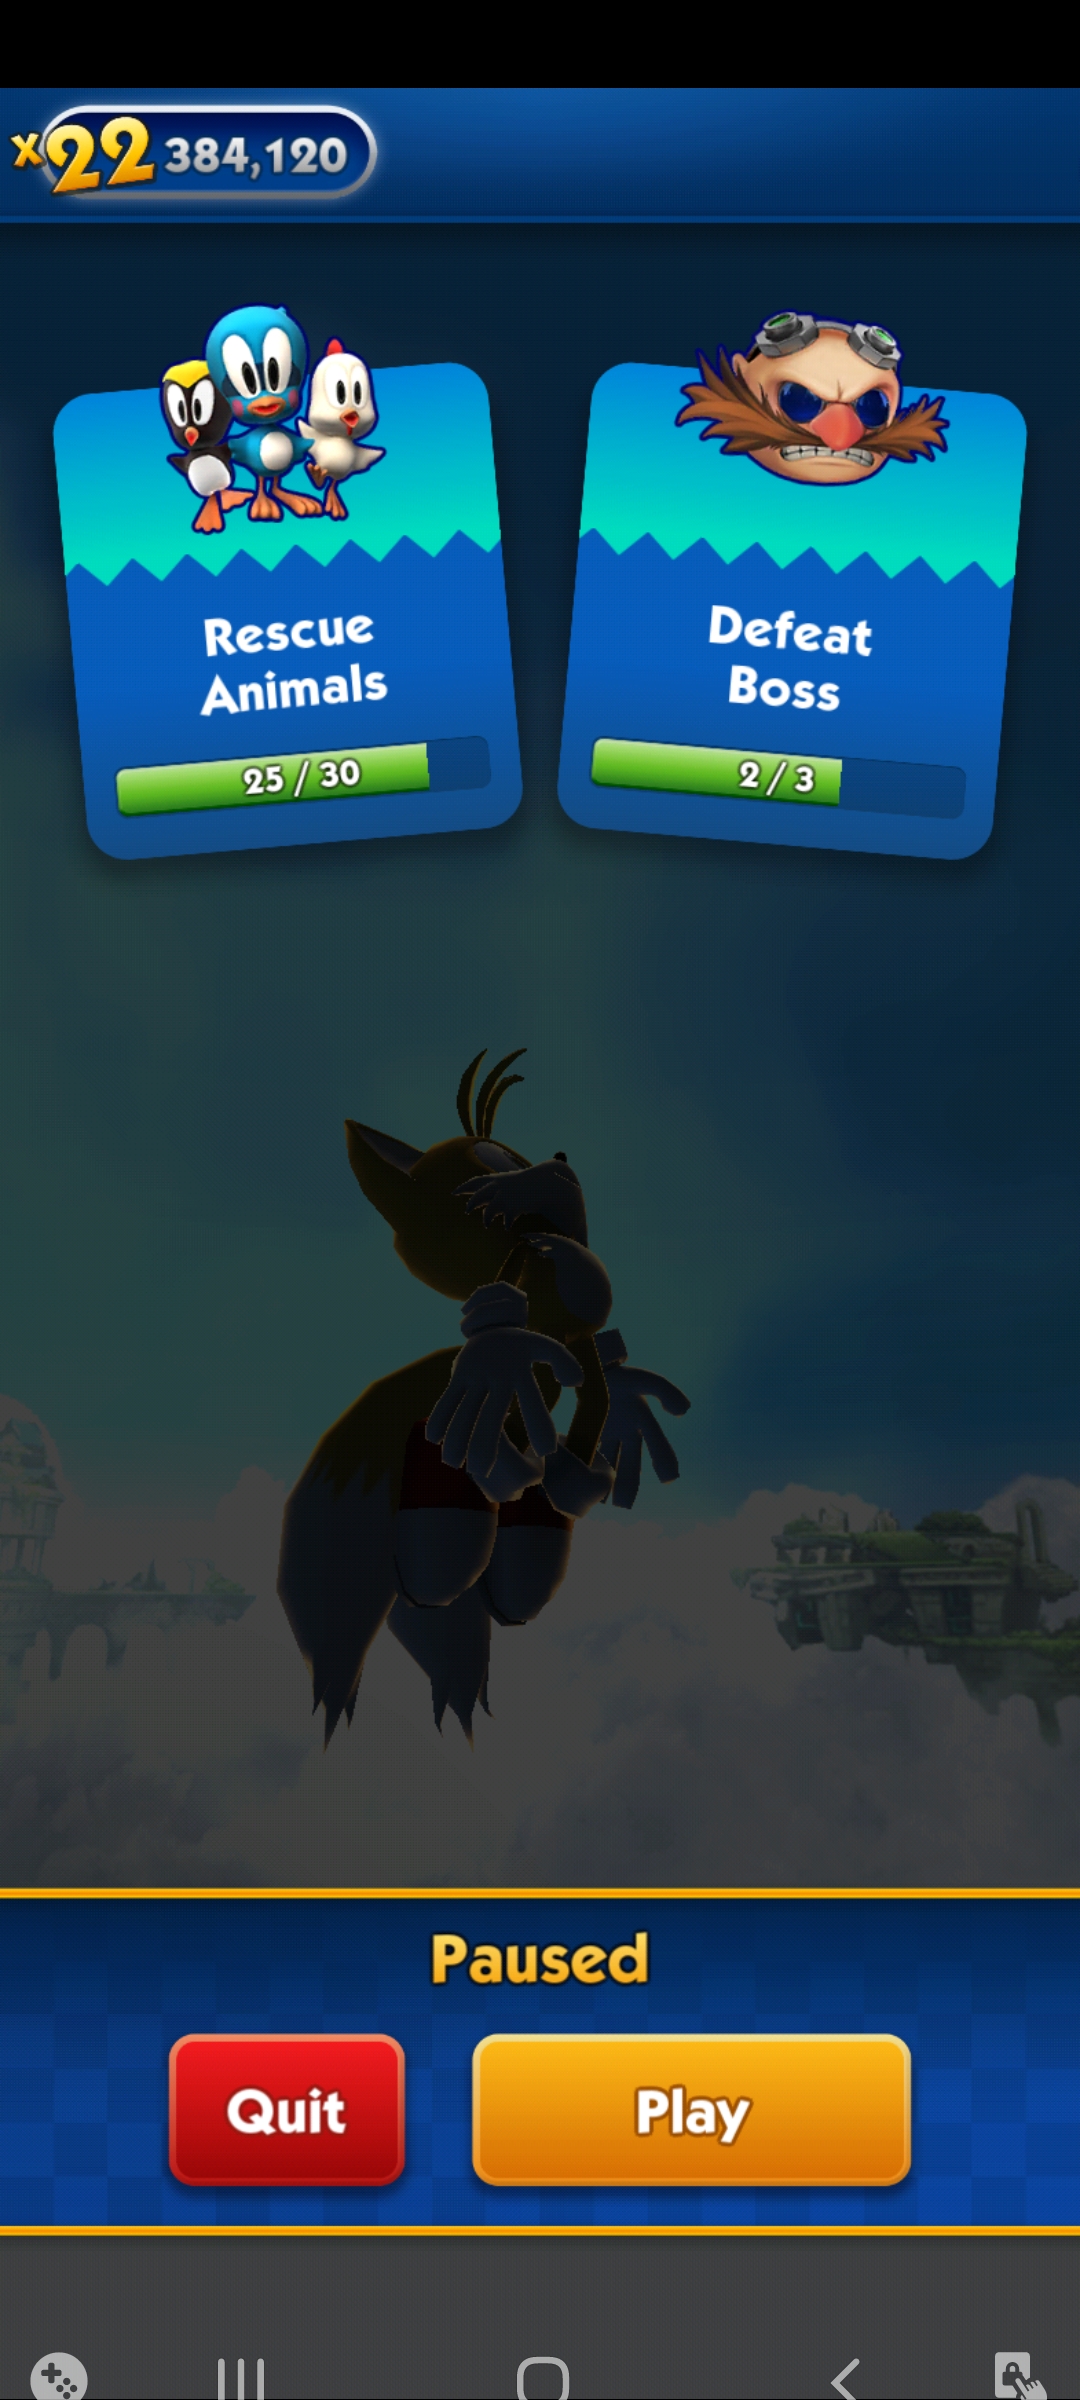 x22 384,120
Rescue
Animals
25 / 30
Defeat
Boss
2 / 3
Paused
Quit
Play